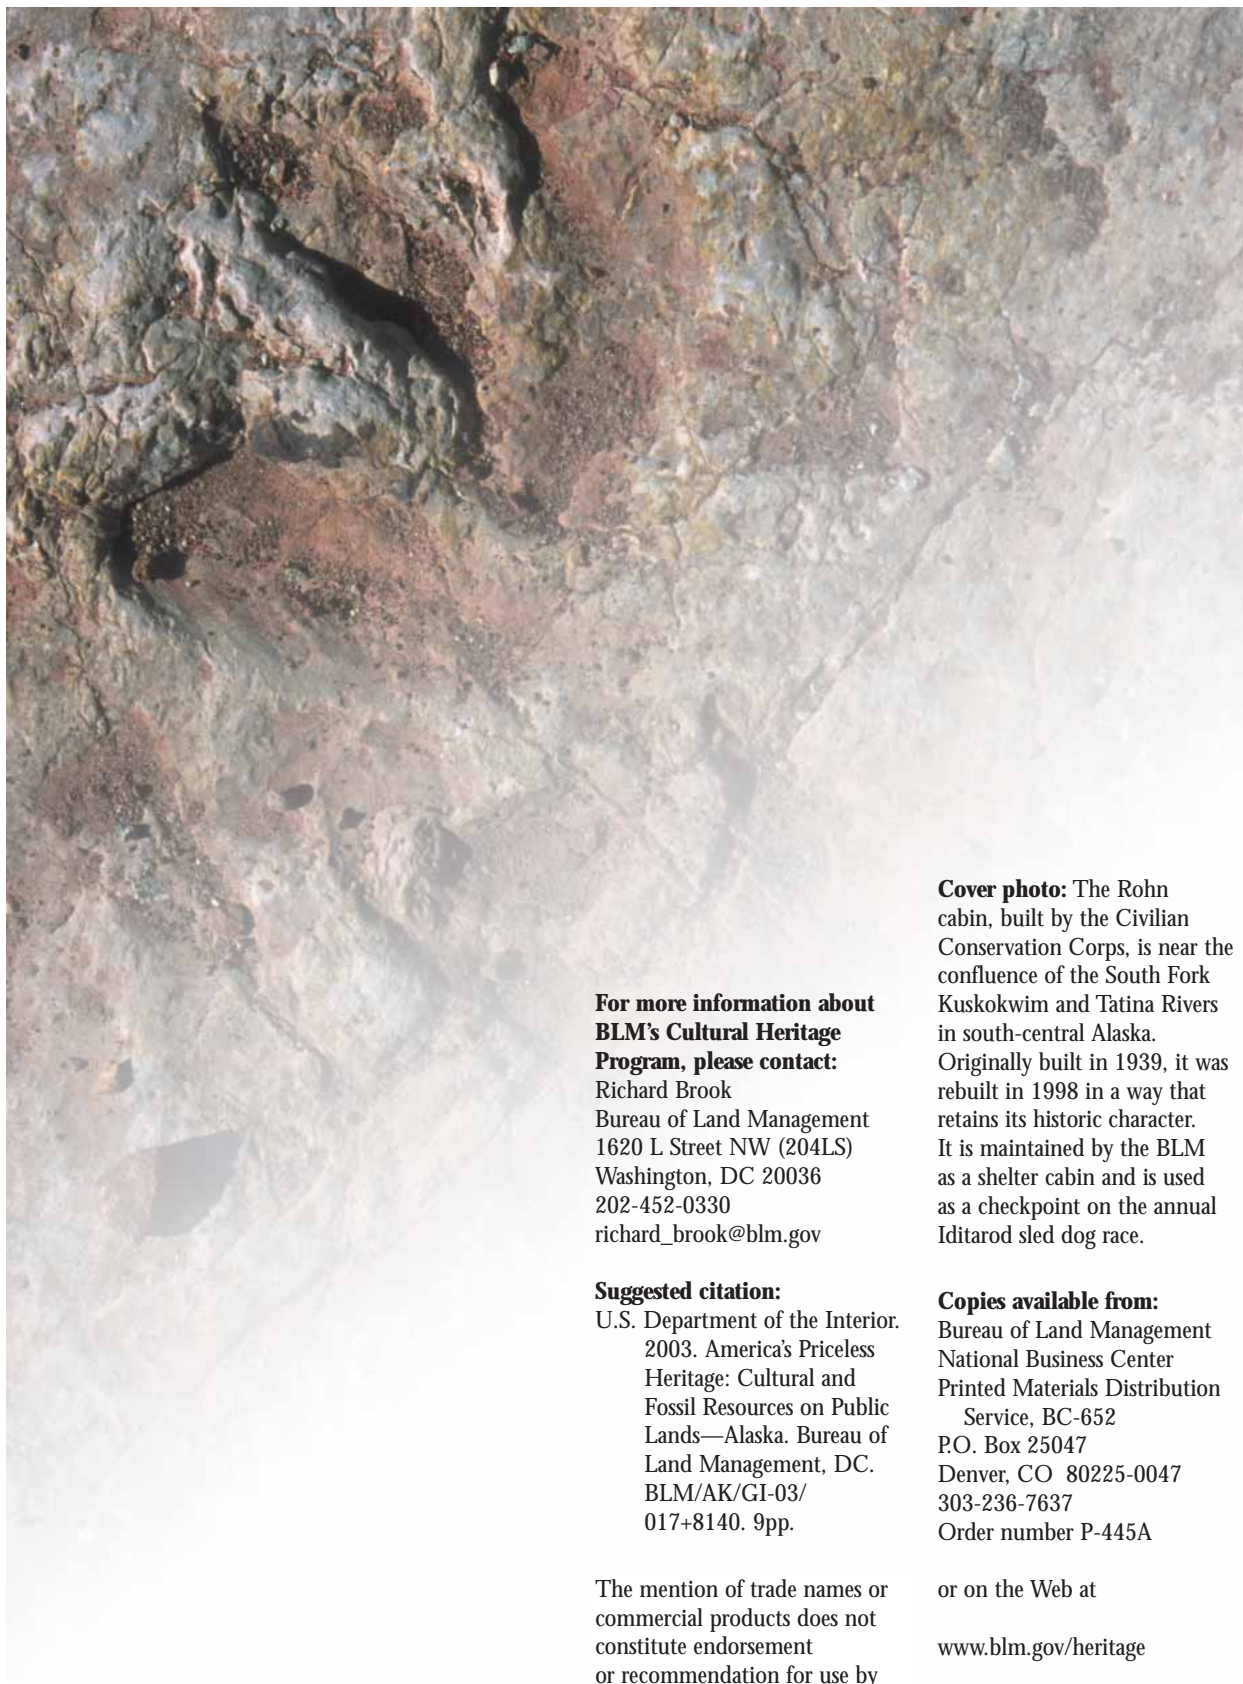 For more information about
BLM's Cultural Heritage
Program, please contact:
Richard Brook
Bureau of Land Management
1620 L Street NW (204LS)
Washington, DC 20036
202-452-0330
richard_brook@blm.gov
Suggested citation:
U.S. Department of the Interior.
2003. America's Priceless
Heritage: Cultural and
Fossil Resources on Public
Lands—Alaska. Bureau of
Land Management, DC.
BLM/AK/GI-03/
017+8140. 9pp.
The mention of trade names or
commercial products does not
constitute endorsement
or recommendation for use by
Cover photo: The Rohn
cabin, built by the Civilian
Conservation Corps, is near the
confluence of the South Fork
Kuskokwim and Tatina Rivers
in south-central Alaska.
Originally built in 1939, it was
rebuilt in 1998 in a way that
retains its historic character.
It is maintained by the BLM
as a shelter cabin and is used
as a checkpoint on the annual
Iditarod sled dog race.
Copies available from:
Bureau of Land Management
National Business Center
Printed Materials Distribution
Service, BC-652
P.O. Box 25047
Denver, CO 80225-0047
303-236-7637
Order number P-445A
or on the Web at
www.blm.gov/heritage